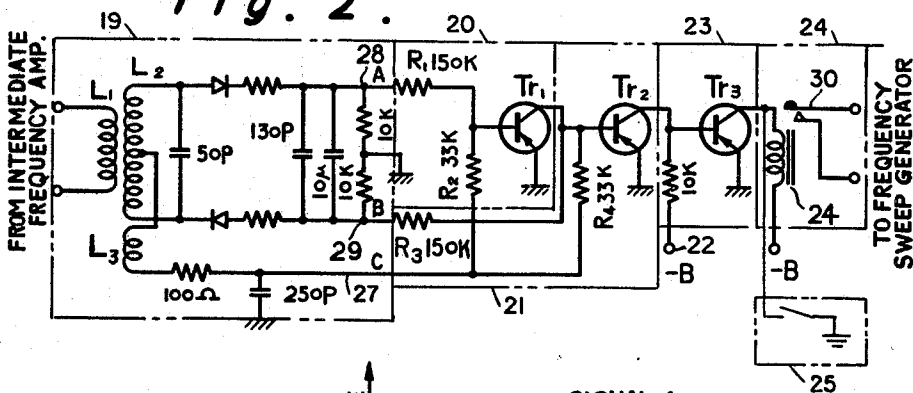 Fig. 2.
19
20
23
24
28
A
R1 150K
30
L2
L1
Tr1
Tr2
Tr3
FROM INTERMEDIATE
FREQUENCY AMP.
50P
130P
10μ
10K
10K
R2 33K
R4 33K
10K
24
TO FREQUENCY
SWEEP GENERATOR
B
29
R3 150K
22
L3
C
-B
-B
100Ω
250P
27
21
25